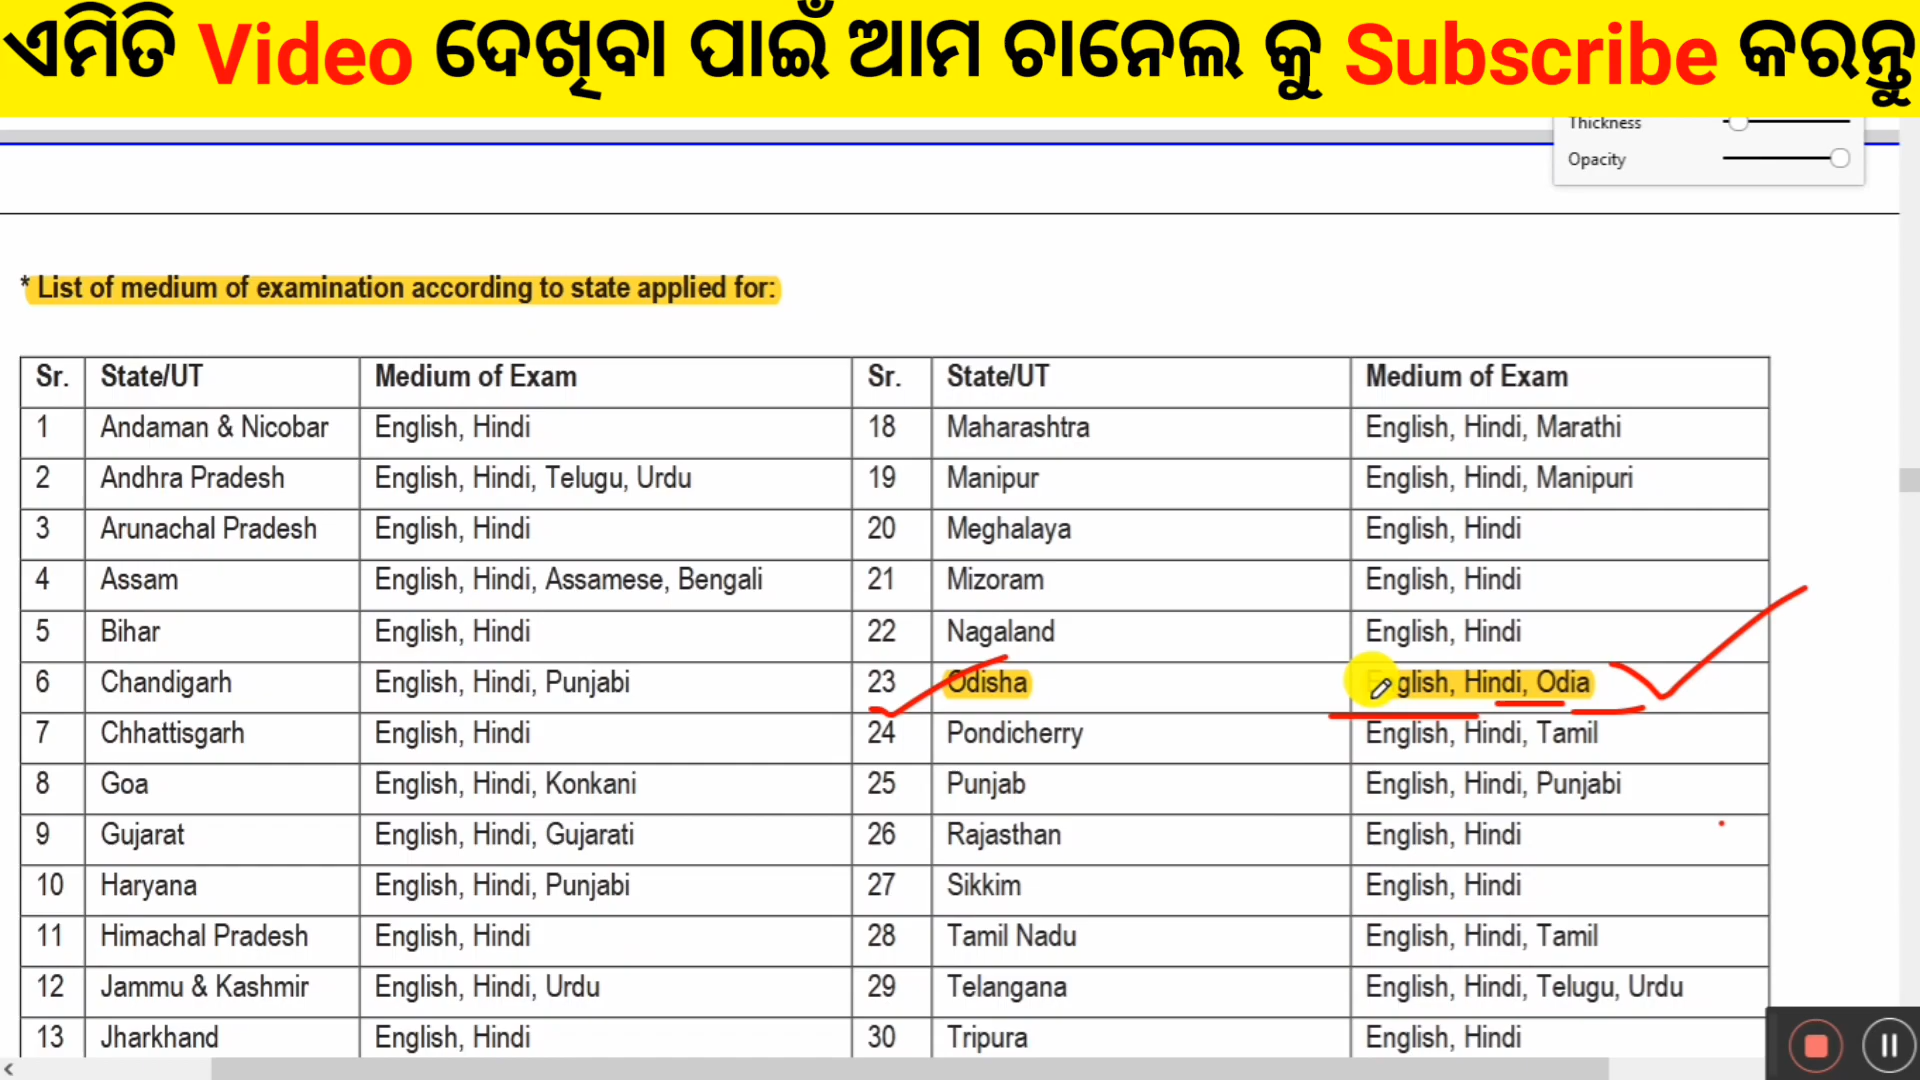 ଏମିତି Video ଦେଖିବା ପାଇଁ ଆମ ଚାନେଲ କୁ Subscribe କରନ୍ତୁ
Thickness
Opacity
* List of medium of examination according to state applied for:
Sr. State/UT Medium of Exam Sr. State/UT Medium of Exam
1 Andaman & Nicobar English, Hindi 18 Maharashtra English, Hindi, Marathi
2 Andhra Pradesh English, Hindi, Telugu, Urdu 19 Manipur English, Hindi, Manipuri
3 Arunachal Pradesh English, Hindi 20 Meghalaya English, Hindi
4 Assam English, Hindi, Assamese, Bengali 21 Mizoram English, Hindi
5 Bihar English, Hindi 22 Nagaland English, Hindi
6 Chandigarh English, Hindi, Punjabi 23 Odisha English, Hindi, Odia
7 Chhattisgarh English, Hindi 24 Pondicherry English, Hindi, Tamil
8 Goa English, Hindi, Konkani 25 Punjab English, Hindi, Punjabi
9 Gujarat English, Hindi, Gujarati 26 Rajasthan English, Hindi
10 Haryana English, Hindi, Punjabi 27 Sikkim English, Hindi
11 Himachal Pradesh English, Hindi 28 Tamil Nadu English, Hindi, Tamil
12 Jammu & Kashmir English, Hindi, Urdu 29 Telangana English, Hindi, Telugu, Urdu
13 Jharkhand English, Hindi 30 Tripura English, Hindi